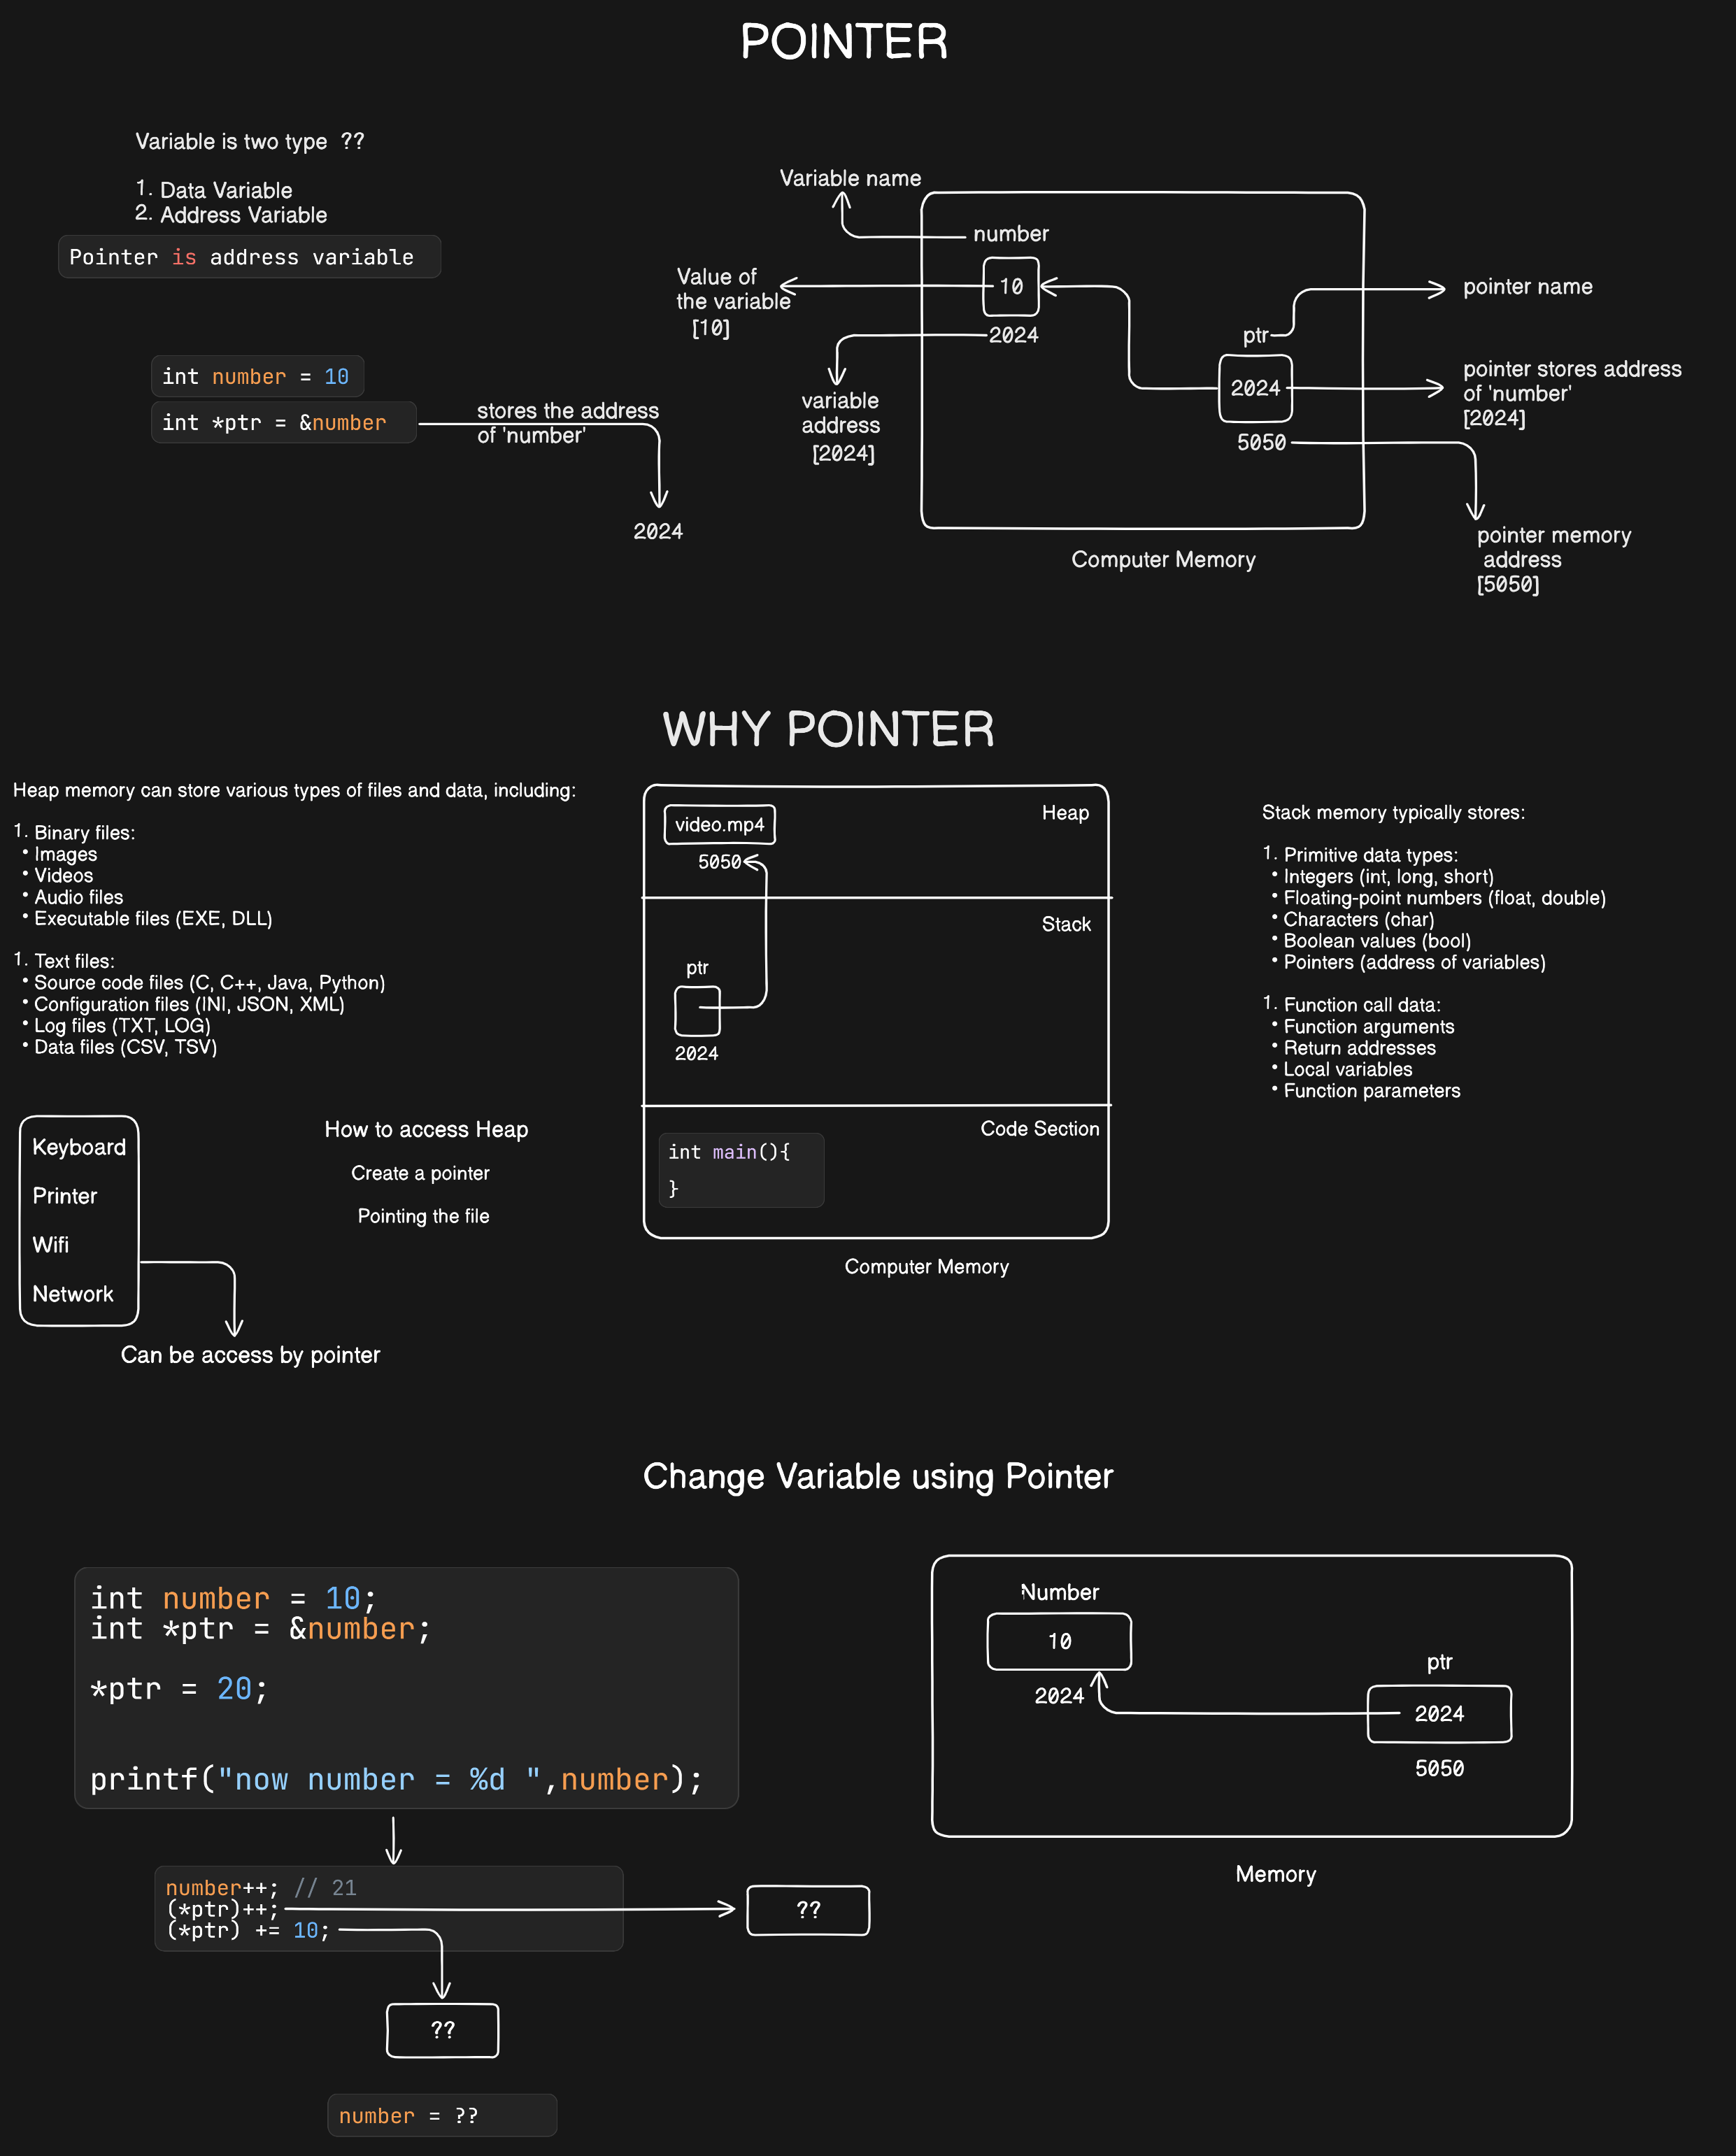 POINTER
Variable is two type ??
1. Data Variable
2. Address Variable
Pointer is address variable
int number = 10
int *ptr = &number
stores the address
of 'number'
2024
Variable name
number
Value of
the variable
[10]
10
2024
variable
address
[2024]
ptr
2024
5050
pointer name
pointer stores address
of 'number'
[2024]
pointer memory
address
[5050]
Computer Memory
WHY POINTER
Heap memory can store various types of files and data, including:
1. Binary files:
• Images
• Videos
• Audio files
• Executable files (EXE, DLL)
1. Text files:
• Source code files (C, C++, Java, Python)
• Configuration files (INI, JSON, XML)
• Log files (TXT, LOG)
• Data files (CSV, TSV)
Keyboard
Printer
Wifi
Network
Can be access by pointer
How to access Heap
Create a pointer
Pointing the file
video.mp4
Heap
5050
Stack
ptr
2024
Code Section
int main(){
}
Computer Memory
Stack memory typically stores:
1. Primitive data types:
• Integers (int, long, short)
• Floating-point numbers (float, double)
• Characters (char)
• Boolean values (bool)
• Pointers (address of variables)
1. Function call data:
• Function arguments
• Return addresses
• Local variables
• Function parameters
Change Variable using Pointer
int number = 10;
int *ptr = &number;
*ptr = 20;
printf("now number = %d ",number);
number++; // 21
(*ptr)++;
(*ptr) += 10;
??
??
number = ??
Number
10
2024
ptr
2024
5050
Memory